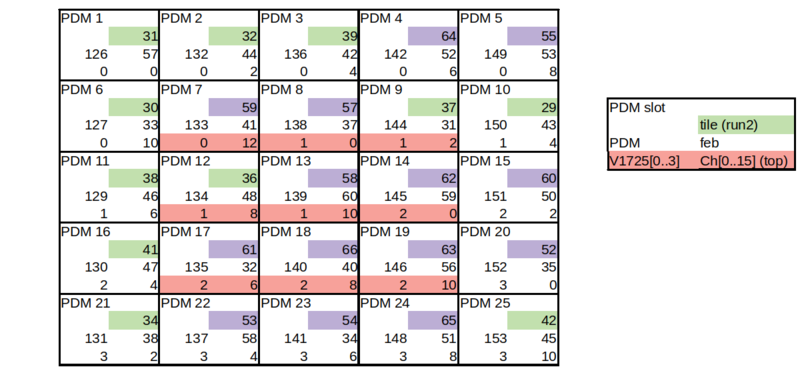 PDM 1 PDM 2 PDM 3 PDM 4 PDM 5
31 32 39 64 55
126 57 132 44 136 42 142 52 149 53
0 0 0 2 0 4 0 6 0 8
PDM 6 PDM 7 PDM 8 PDM 9 PDM 10
30 59 57 37 29
127 33 133 41 138 37 144 31 150 43
0 10 0 12 1 0 1 2 1 4
PDM 11 PDM 12 PDM 13 PDM 14 PDM 15
38 36 58 62 60
129 46 134 48 139 60 145 59 151 50
1 6 1 8 1 10 2 0 2 2
PDM 16 PDM 17 PDM 18 PDM 19 PDM 20
41 61 66 63 52
130 47 135 32 140 40 146 56 152 35
2 4 2 6 2 8 2 10 3 0
PDM 21 PDM 22 PDM 23 PDM 24 PDM 25
34 53 54 65 42
131 38 137 58 141 34 148 51 153 45
3 2 3 4 3 6 3 8 3 10
PDM slot
tile (run2)
PDM feb
V1725[0..3] Ch[0..15] (top)